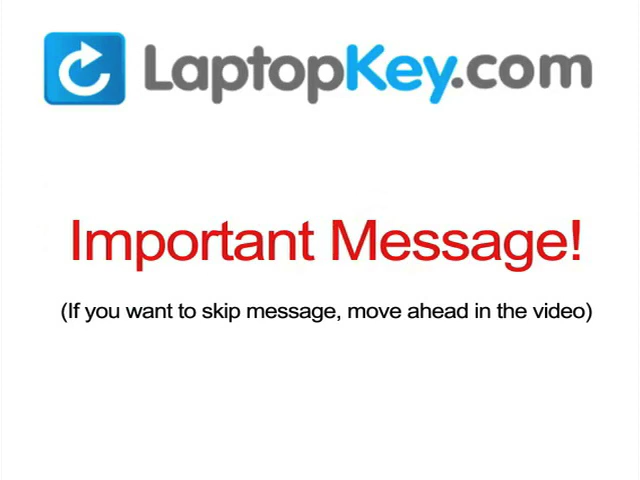 LaptopKey.com
Important Message!
(If you want to skip message, move ahead in the video)